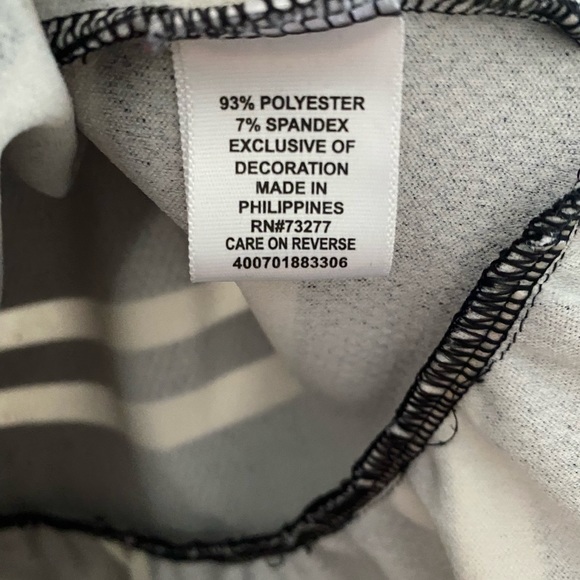 93% POLYESTER
7% SPANDEX
EXCLUSIVE OF
DECORATION
MADE IN
PHILIPPINES
RN#73277
CARE ON REVERSE
400701883306